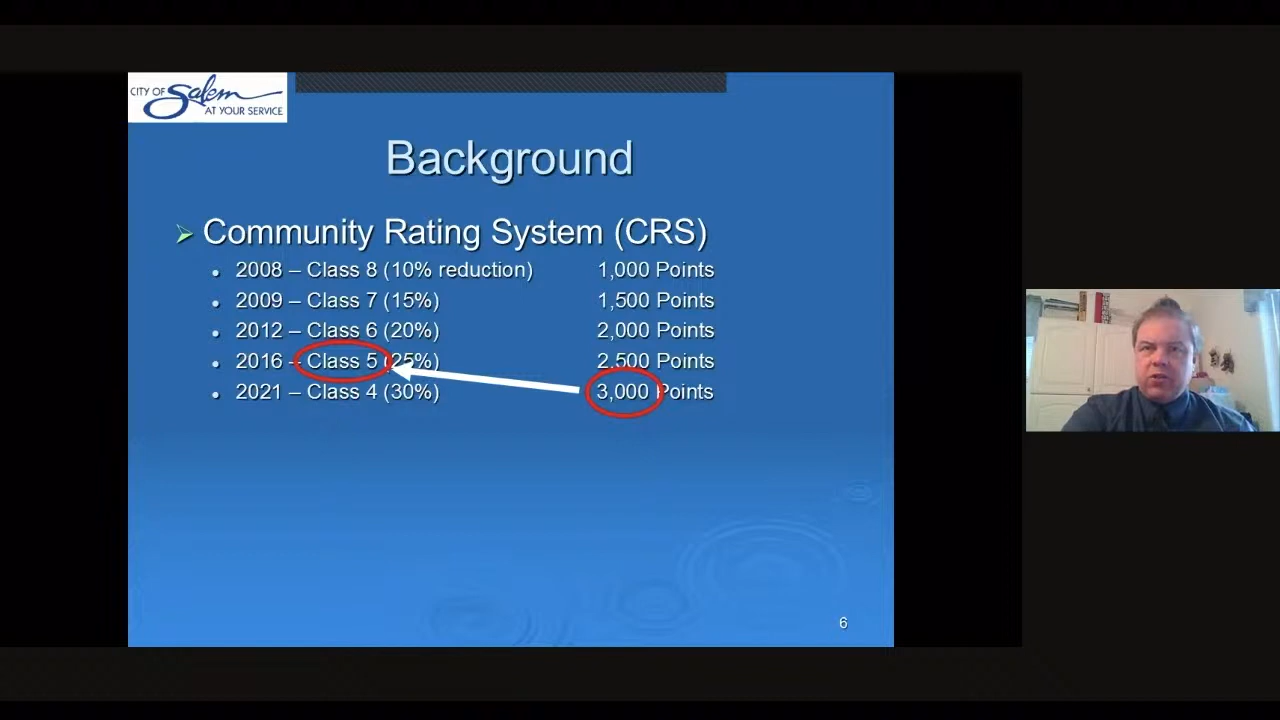 CITY OF Salem
AT YOUR SERVICE
Background
Community Rating System (CRS)
2008 – Class 8 (10% reduction) 1,000 Points
2009 – Class 7 (15%) 1,500 Points
2012 – Class 6 (20%) 2,000 Points
2016 – Class 5 (25%) 2,500 Points
2021 – Class 4 (30%) 3,000 Points
6